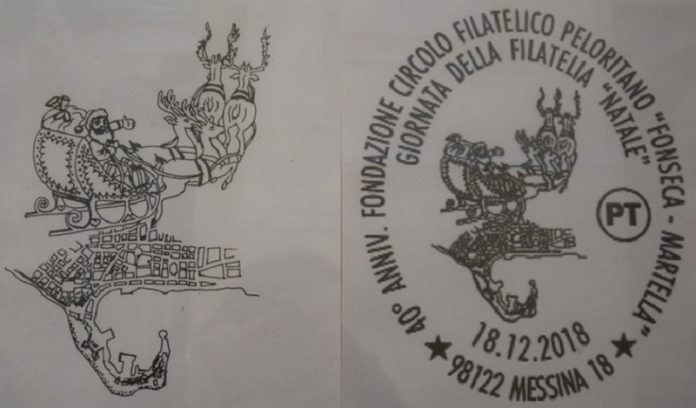 40° ANNIV. FONDAZIONE CIRCOLO FILATELICO PELORITANO "FONSECA - MARTELLA"
GIORNATA DELLA FILATELIA "NATALE"
PT
18.12.2018
★ 98122 MESSINA 18 ★